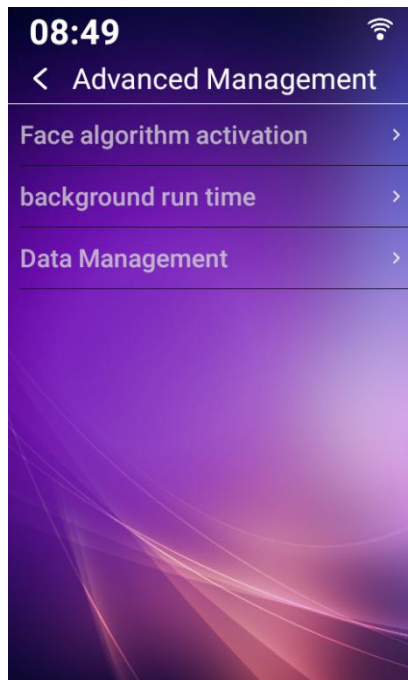 08:49
Advanced Management
Face algorithm activation
background run time
Data Management